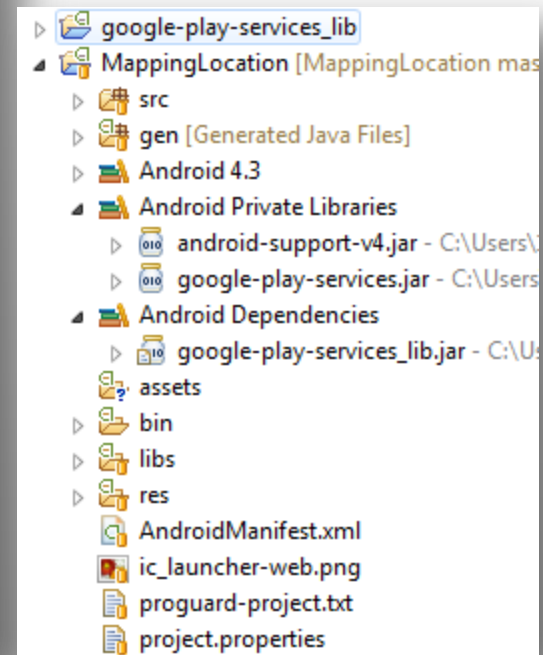 google-play-services_lib
MappingLocation [MappingLocation mas
src
gen [Generated Java Files]
Android 4.3
Android Private Libraries
android-support-v4.jar - C:\Users\
google-play-services.jar - C:\Users
Android Dependencies
google-play-services_lib.jar - C:\Us
assets
bin
libs
res
AndroidManifest.xml
ic_launcher-web.png
proguard-project.txt
project.properties